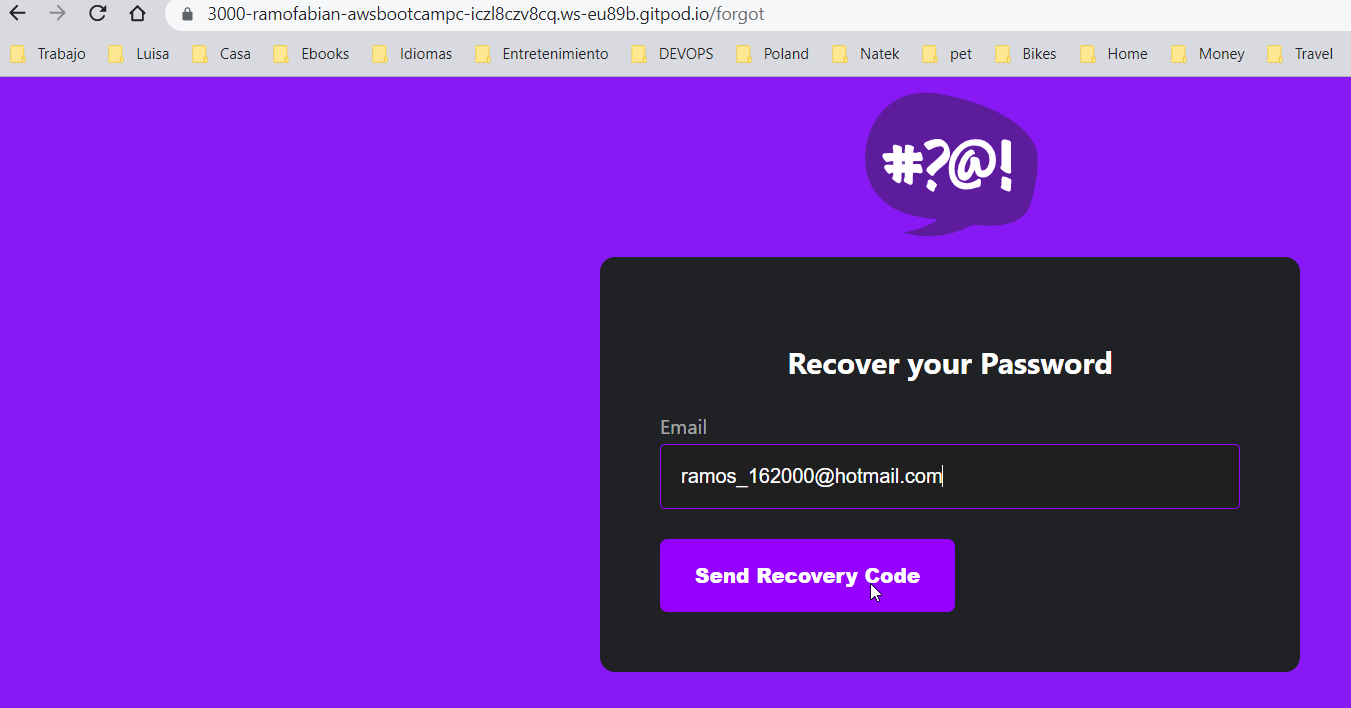 3000-ramofabian-awsbootcampc-iczl8czv8cq.ws-eu89b.gitpod.io/forgot
Trabajo Luisa Casa Ebooks Idiomas Entretenimiento DEVOPS Poland Natek pet Bikes Home Money Travel
#?@!
Recover your Password
Email
ramos_162000@hotmail.com
Send Recovery Code